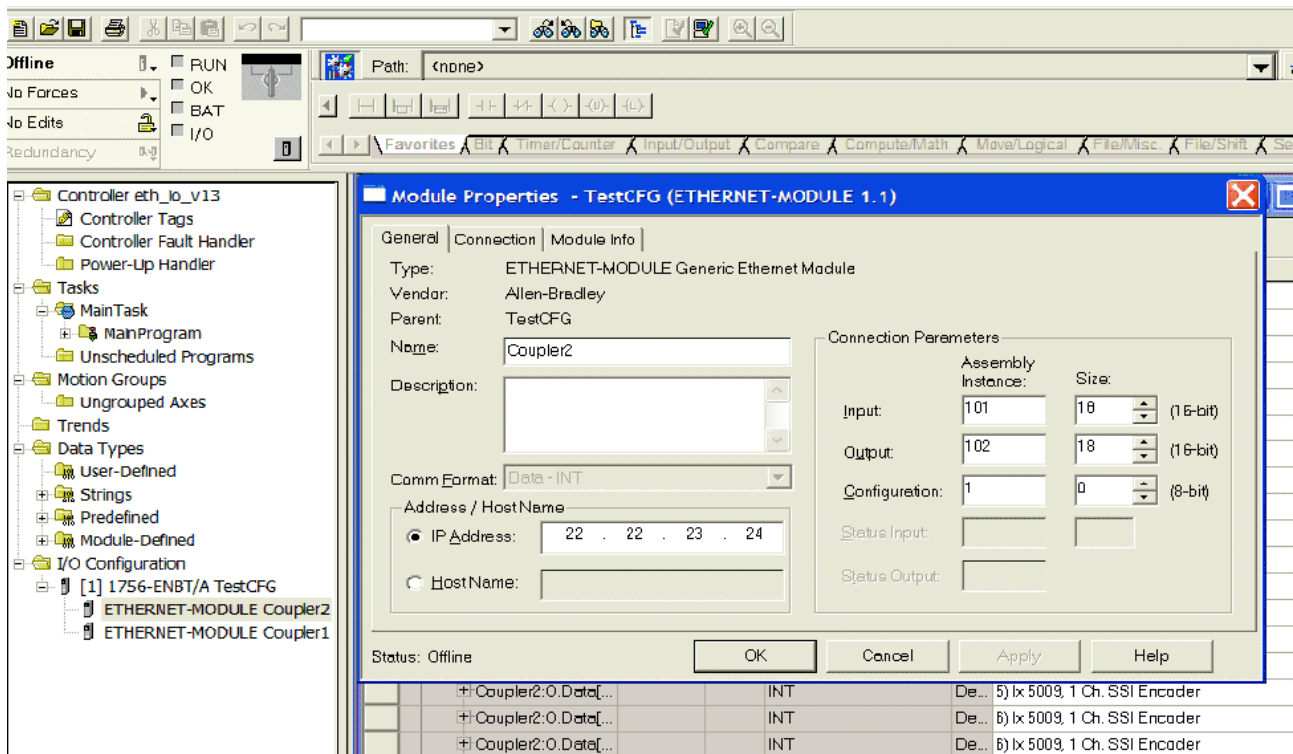 Offline
RUN
Path: <none>
No Forces
OK
BAT
No Edits
I/O
Redundancy
Favorites Bit Timer/Counter Input/Output Compare Compute/Math Move/Logical File/Misc. File/Shift Se
Controller eth_io_v13
Controller Tags
Controller Fault Handler
Power-Up Handler
Tasks
MainTask
MainProgram
Unscheduled Programs
Motion Groups
Ungrouped Axes
Trends
Data Types
User-Defined
Strings
Predefined
Module-Defined
I/O Configuration
[1] 1756-ENBT/A TestCFG
ETHERNET-MODULE Coupler2
ETHERNET-MODULE Coupler1
Module Properties - TestCFG (ETHERNET-MODULE 1.1)
General Connection Module Info
Type: ETHERNET-MODULE Generic Ethernet Module
Vendor: Allen-Bradley
Parent: TestCFG
Name: Coupler2
Description:
Comm Format: Data - INT
Address / Host Name
IP Address: 22 . 22 . 23 . 24
Host Name:
Connection Paremeters
Assembly
Instance: Size:
Input: 101 18 (16-bit)
Output: 102 18 (16-bit)
Configuration: 1 0 (8-bit)
Status Input:
Status Output:
Status: Offline
OK Cancel Apply Help
Coupler2:O.Data[... INT De... 5) Ix 5009, 1 Ch. SSI Encoder
Coupler2:O.Data[... INT De... 6) Ix 5009, 1 Ch. SSI Encoder
Coupler2:O.Data[... INT De... 6) Ix 5009, 1 Ch. SSI Encoder